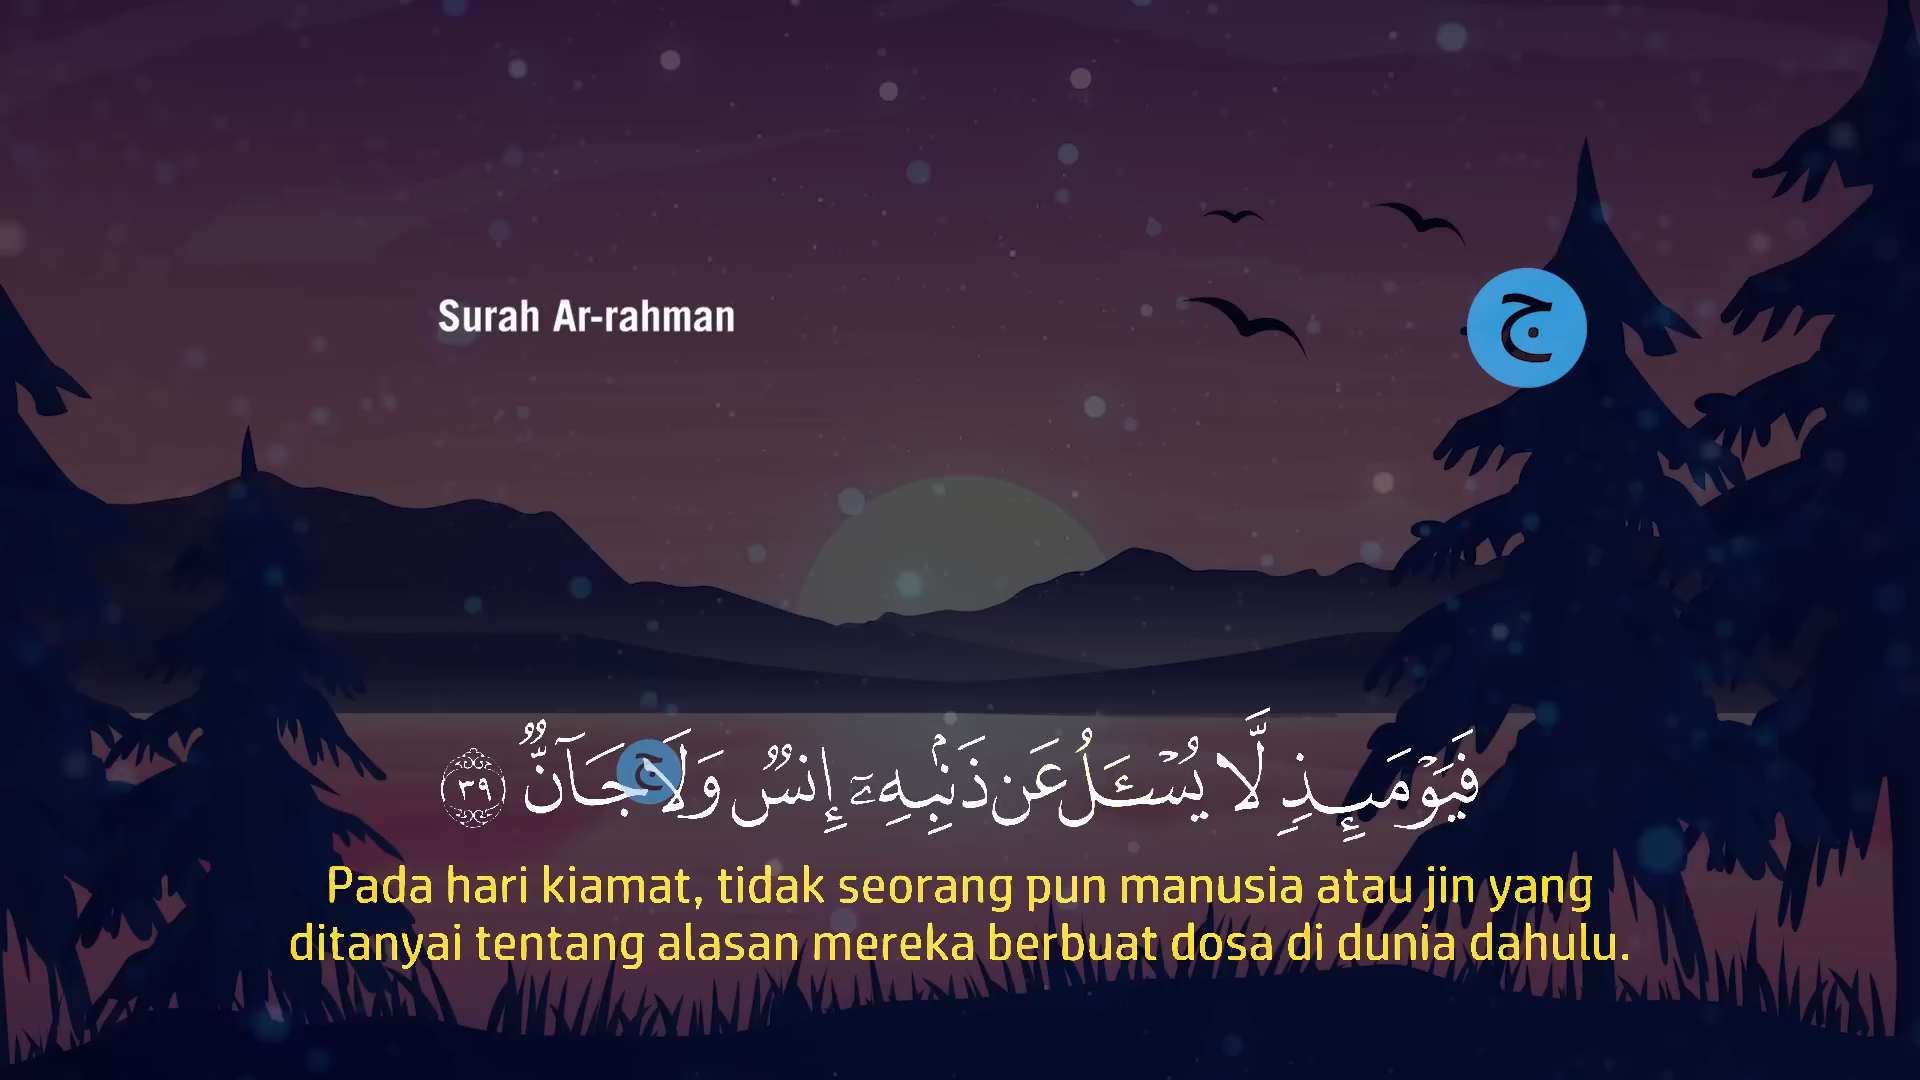 Surah Ar-rahman
ج
فَيَوْمَئِذٍ لَّا يُسْـَٔلُ عَن ذَنۢبِهِۦٓ إِنسٌ وَلَا جَآنٌّ ٣٩
ج
Pada hari kiamat, tidak seorang pun manusia atau jin yang
ditanyai tentang alasan mereka berbuat dosa di dunia dahulu.